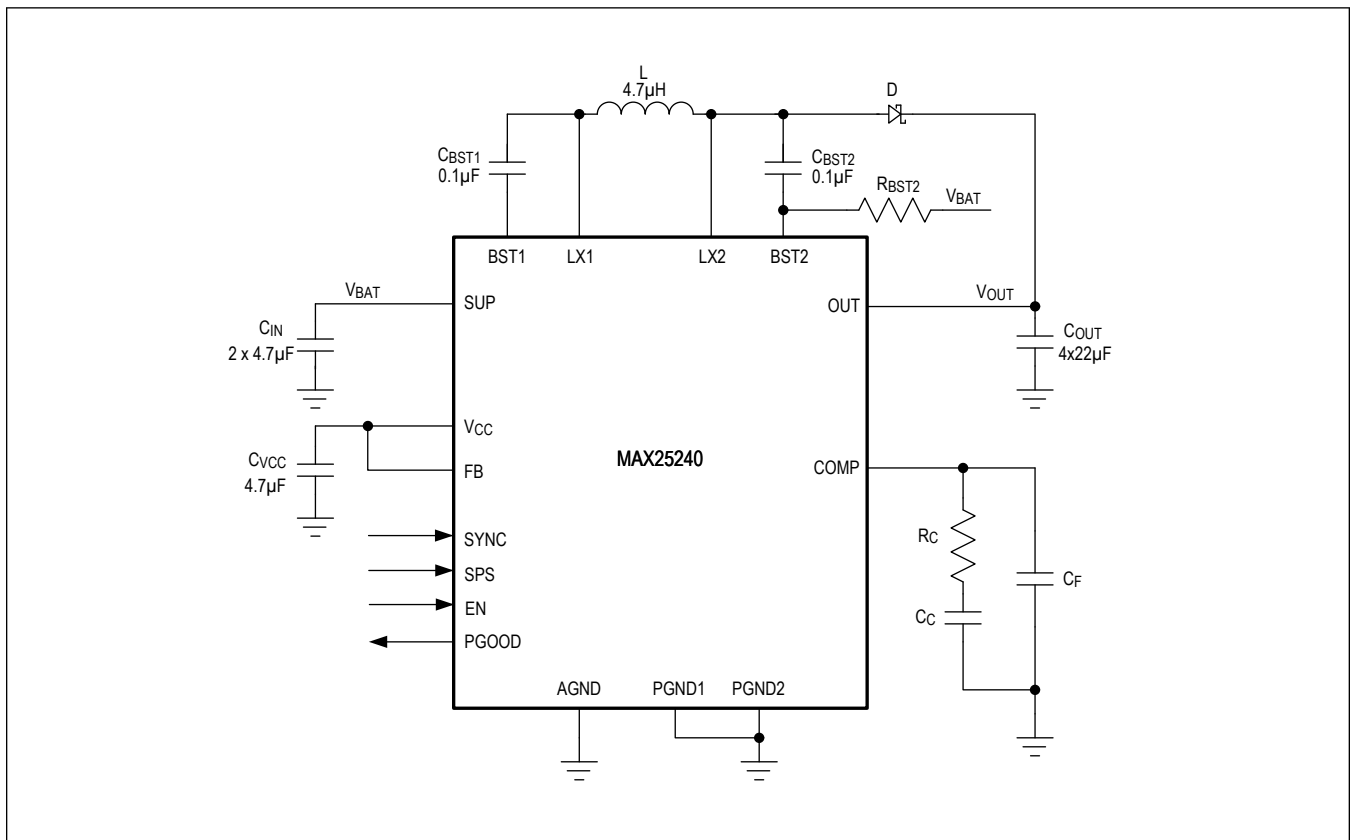 L
4.7µH
D
CBST1
0.1µF
CBST2
0.1µF
RBST2
VBAT
BST1
LX1
LX2
BST2
VBAT
SUP
OUT
VOUT
CIN
2 x 4.7µF
COUT
4x22µF
VCC
FB
CVCC
4.7µF
MAX25240
COMP
SYNC
SPS
EN
PGOOD
RC
CC
CF
AGND
PGND1
PGND2